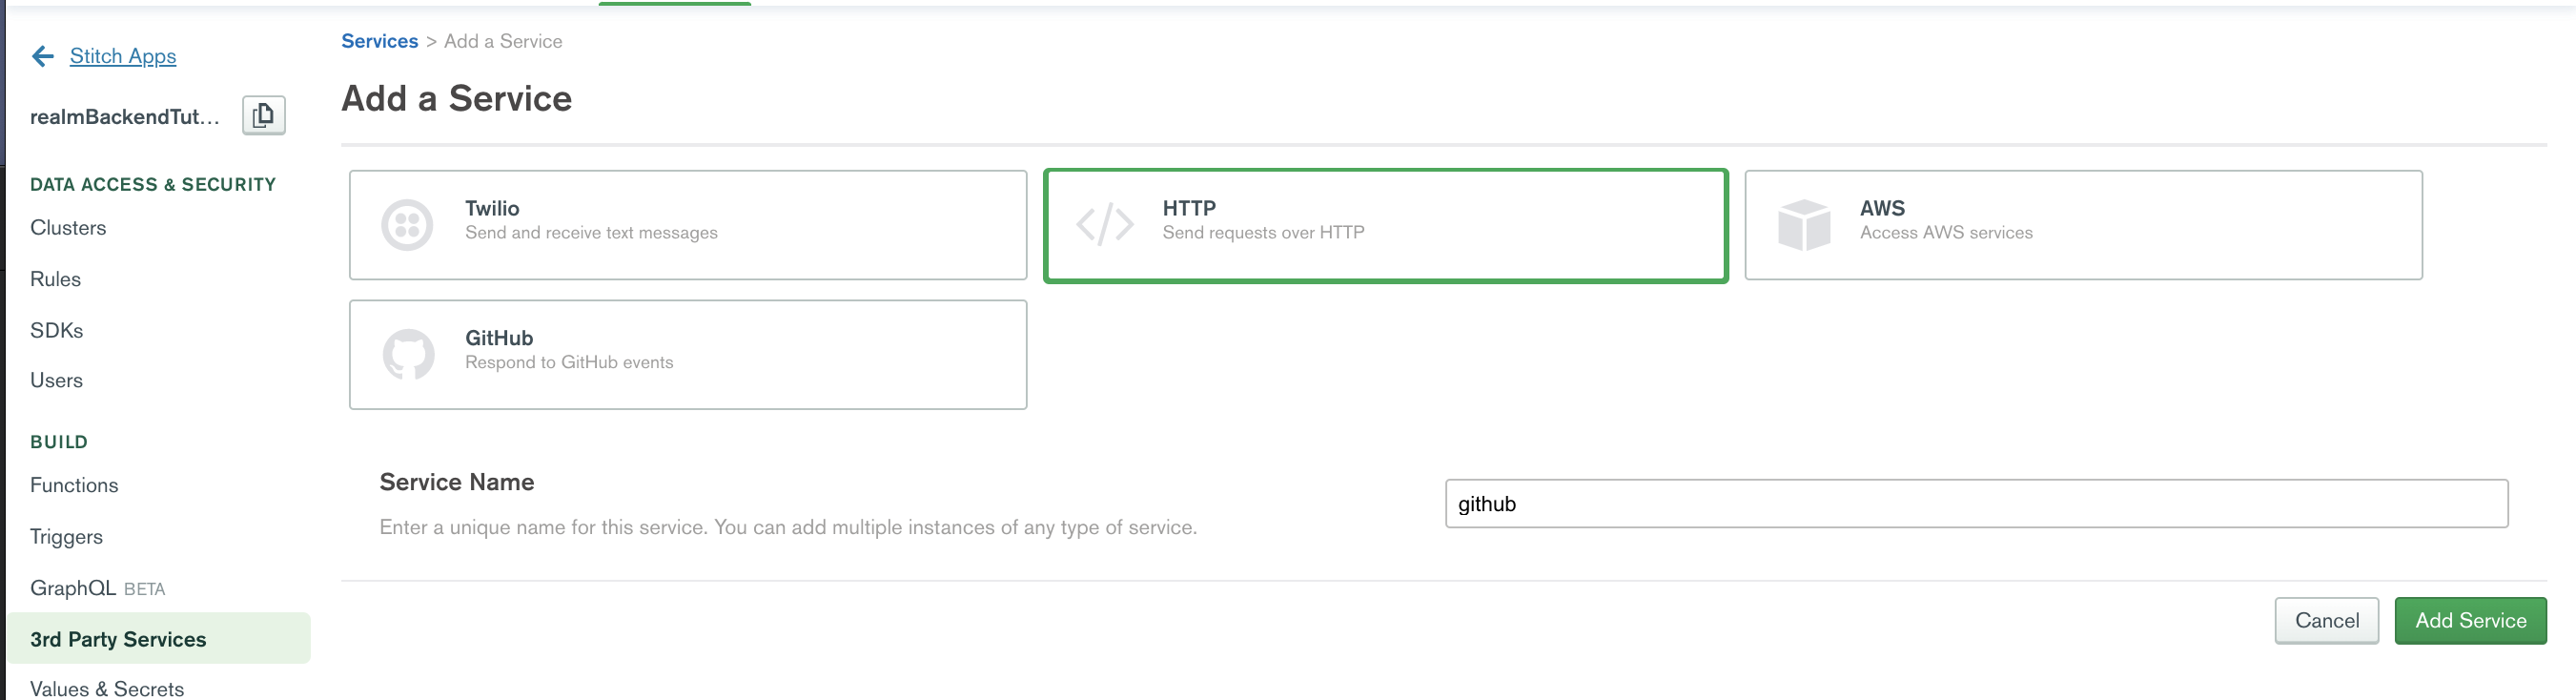 Stitch Apps
realmBackendTut...
DATA ACCESS & SECURITY
Clusters
Rules
SDKs
Users
BUILD
Functions
Triggers
GraphQL BETA
3rd Party Services
Values & Secrets
Services > Add a Service
Add a Service
Twilio
Send and receive text messages
HTTP
Send requests over HTTP
AWS
Access AWS services
GitHub
Respond to GitHub events
Service Name
Enter a unique name for this service. You can add multiple instances of any type of service.
github
Cancel
Add Service